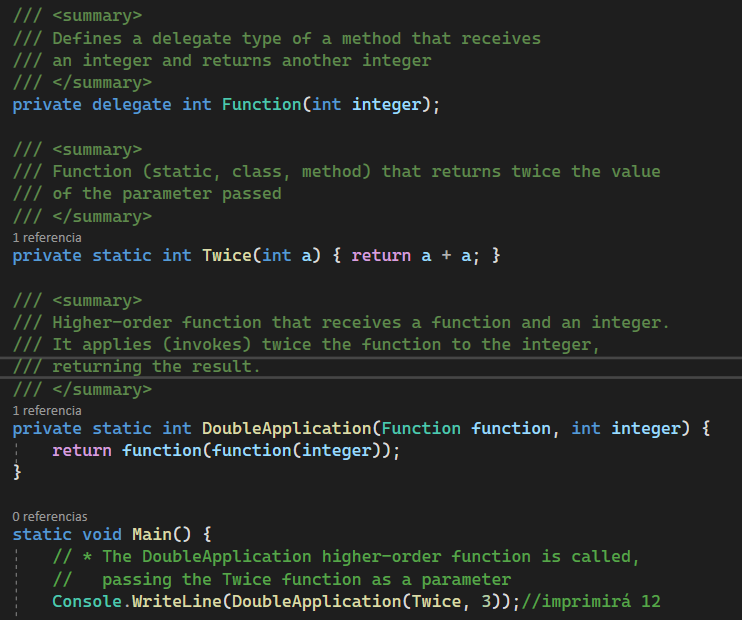 /// <summary>
/// Defines a delegate type of a method that receives
/// an integer and returns another integer
/// </summary>
private delegate int Function(int integer);
/// <summary>
/// Function (static, class, method) that returns twice the value
/// of the parameter passed
/// </summary>
1 referencia
private static int Twice(int a) { return a + a; }
/// <summary>
/// Higher-order function that receives a function and an integer.
/// It applies (invokes) twice the function to the integer,
/// returning the result.
/// </summary>
1 referencia
private static int DoubleApplication(Function function, int integer) {
return function(function(integer));
}
0 referencias
static void Main() {
// * The DoubleApplication higher-order function is called,
//   passing the Twice function as a parameter
Console.WriteLine(DoubleApplication(Twice, 3));//imprimirá 12